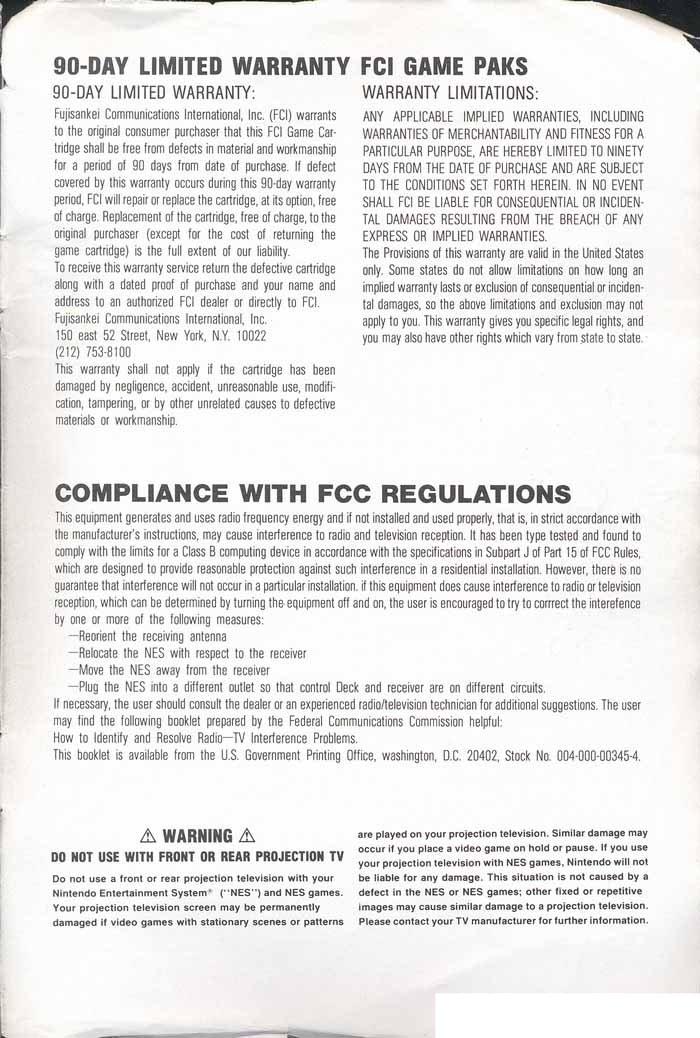 90-DAY LIMITED WARRANTY FCI GAME PAKS
90-DAY LIMITED WARRANTY:
Fujisankei Communications International, Inc. (FCI) warrants
to the original consumer purchaser that this FCI Game Car-
tridge shall be free from defects in material and workmanship
for a period of 90 days from date of purchase. If defect
covered by this warranty occurs during this 90-day warranty
period, FCI will repair or replace the cartridge, at its option, free
of charge. Replacement of the cartridge, free of charge, to the
original purchaser (except for the cost of returning the
game cartridge) is the full extent of our liability.
To receive this warranty service return the defective cartridge
along with a dated proof of purchase and your name and
address to an authorized FCI dealer or directly to FCI.
Fujisankei Communications International, Inc.
150 east 52 Street, New York, N.Y. 10022
(212) 753-8100
This warranty shall not apply if the cartridge has been
damaged by negligence, accident, unreasonable use, modifi-
cation, tampering, or by other unrelated causes to defective
materials or workmanship.
WARRANTY LIMITATIONS:
ANY APPLICABLE IMPLIED WARRANTIES, INCLUDING
WARRANTIES OF MERCHANTABILITY AND FITNESS FOR A
PARTICULAR PURPOSE, ARE HEREBY LIMITED TO NINETY
DAYS FROM THE DATE OF PURCHASE AND ARE SUBJECT
TO THE CONDITIONS SET FORTH HEREIN. IN NO EVENT
SHALL FCI BE LIABLE FOR CONSEQUENTIAL OR INCIDEN-
TAL DAMAGES RESULTING FROM THE BREACH OF ANY
EXPRESS OR IMPLIED WARRANTIES.
The Provisions of this warranty are valid in the United States
only. Some states do not allow limitations on how long an
implied warranty lasts or exclusion of consequential or inciden-
tal damages, so the above limitations and exclusion may not
apply to you. This warranty gives you specific legal rights, and
you may also have other rights which vary from state to state.
COMPLIANCE WITH FCC REGULATIONS
This equipment generates and uses radio frequency energy and if not installed and used properly, that is, in strict accordance with
the manufacturer's instructions, may cause interference to radio and television reception. It has been type tested and found to
comply with the limits for a Class B computing device in accordance with the specifications in Subpart J of Part 15 of FCC Rules,
which are designed to provide reasonable protection against such interference in a residential installation. However, there is no
guarantee that interference will not occur in a particular installation. if this equipment does cause interference to radio or television
reception, which can be determined by turning the equipment off and on, the user is encouraged to try to corrrect the interefence
by one or more of the following measures:
—Reorient the receiving antenna
—Relocate the NES with respect to the receiver
—Move the NES away from the receiver
—Plug the NES into a different outlet so that control Deck and receiver are on different circuits.
If necessary, the user should consult the dealer or an experienced radio/television technician for additional suggestions. The user
may find the following booklet prepared by the Federal Communications Commission helpful:
How to Identify and Resolve Radio—TV Interference Problems.
This booklet is available from the U.S. Government Printing Office, washington, D.C. 20402, Stock No. 004-000-00345-4.
⚠ WARNING ⚠
DO NOT USE WITH FRONT OR REAR PROJECTION TV
Do not use a front or rear projection television with your
Nintendo Entertainment System® (''NES'') and NES games.
Your projection television screen may be permanently
damaged if video games with stationary scenes or patterns
are played on your projection television. Similar damage may
occur if you place a video game on hold or pause. If you use
your projection television with NES games, Nintendo will not
be liable for any damage. This situation is not caused by a
defect in the NES or NES games; other fixed or repetitive
images may cause similar damage to a projection television.
Please contact your TV manufacturer for further information.